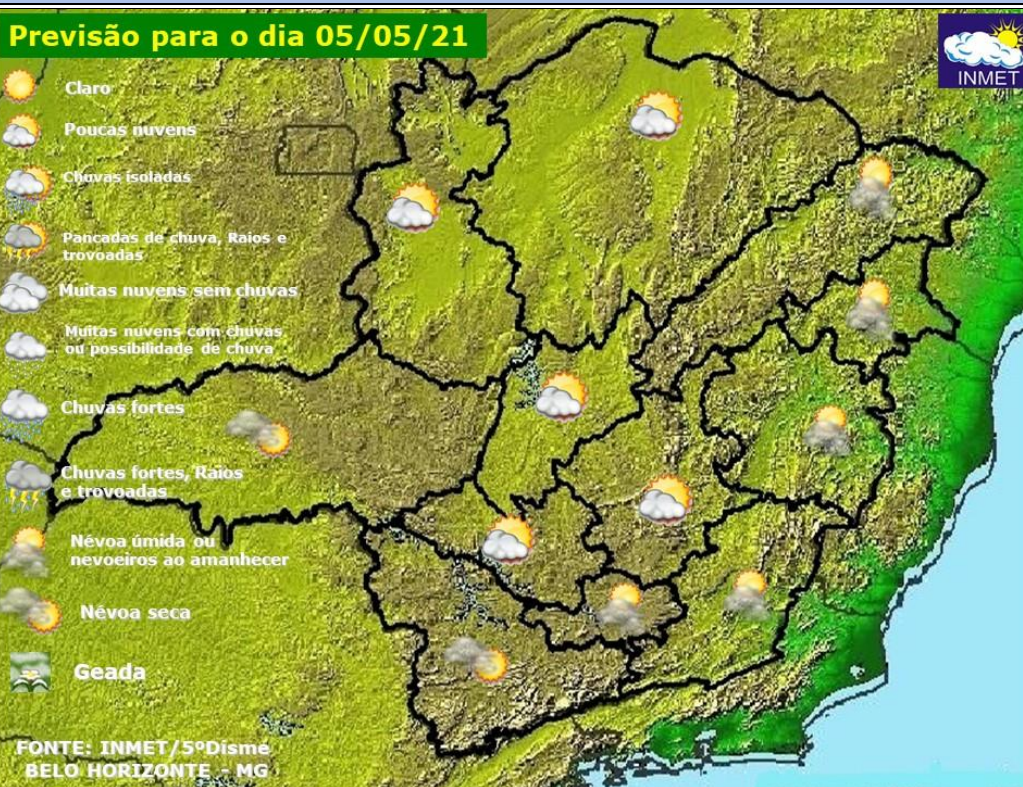 Previsão para o dia 05/05/21
INMET
Claro
Poucas nuvens
Chuvas isoladas
Pancadas de chuva, Raios e
trovoadas
Muitas nuvens sem chuvas
Muitas nuvens com chuvas
ou possibilidade de chuva
Chuvas fortes
Chuvas fortes, Raios
e trovoadas
Névoa úmida ou
nevoeiros ao amanhecer
Névoa seca
Geada
FONTE: INMET/5ºDisme
BELO HORIZONTE - MG